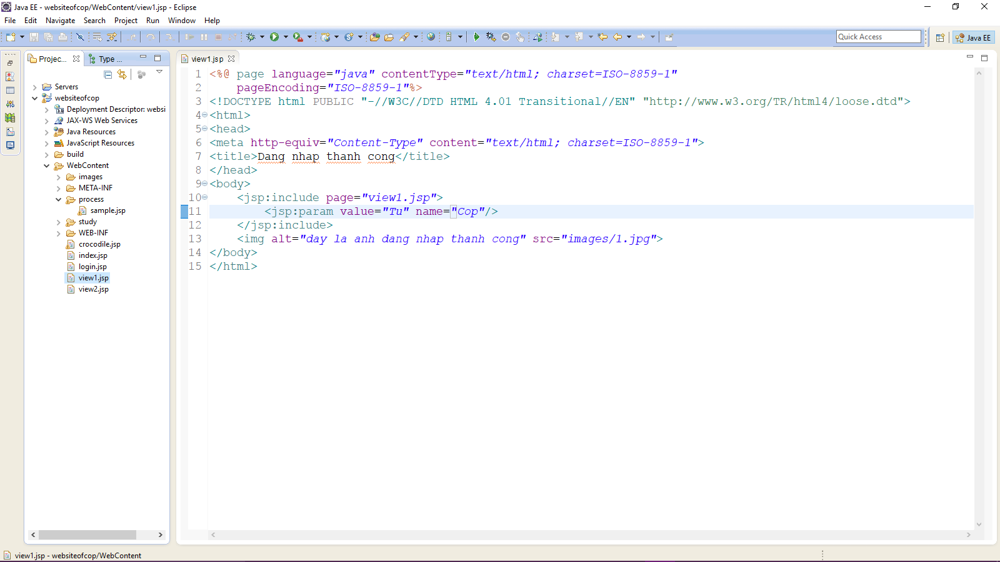 Java EE - websiteofcop/WebContent/view1.jsp - Eclipse
File Edit Navigate Search Project Run Window Help
Quick Access
Java EE
Projec...
Type ...
view1.jsp
Servers
websiteofcop
3.0 Deployment Descriptor: websi
JAX-WS Web Services
Java Resources
JavaScript Resources
build
WebContent
images
META-INF
process
sample.jsp
study
WEB-INF
crocodile.jsp
index.jsp
login.jsp
view1.jsp
view2.jsp
1 <%@ page language="java" contentType="text/html; charset=ISO-8859-1"
2     pageEncoding="ISO-8859-1"%>
3 <!DOCTYPE html PUBLIC "-//W3C//DTD HTML 4.01 Transitional//EN" "http://www.w3.org/TR/html4/loose.dtd">
4 <html>
5 <head>
6 <meta http-equiv="Content-Type" content="text/html; charset=ISO-8859-1">
7 <title>Dang nhap thanh cong</title>
8 </head>
9 <body>
10     <jsp:include page="view1.jsp">
11         <jsp:param value="Tu" name="Cop"/>
12     </jsp:include>
13     <img alt="day la anh dang nhap thanh cong" src="images/1.jpg">
14 </body>
15 </html>
view1.jsp - websiteofcop/WebContent